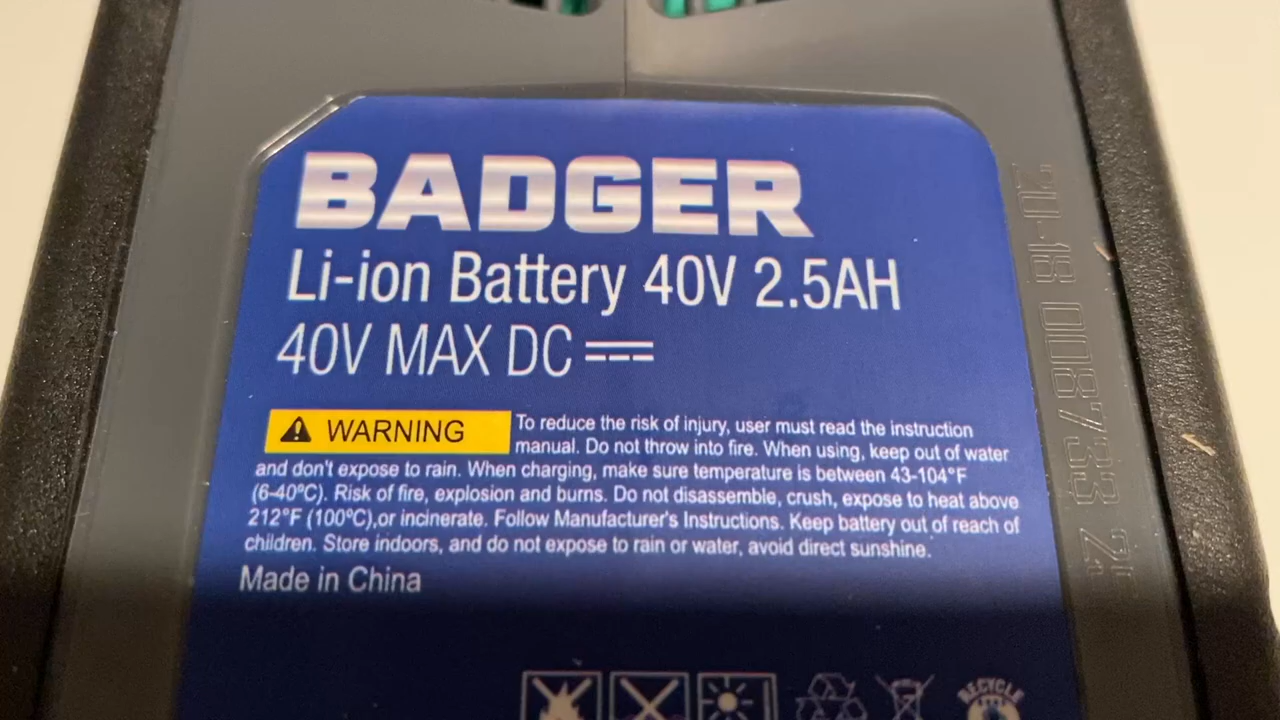 BADGER
Li-ion Battery 40V 2.5AH
40V MAX DC
WARNING To reduce the risk of injury, user must read the instruction
manual. Do not throw into fire. When using, keep out of water
and don't expose to rain. When charging, make sure temperature is between 43-104°F
(6-40ºC). Risk of fire, explosion and burns. Do not disassemble, crush, expose to heat above
212°F (100ºC),or incinerate. Follow Manufacturer's Instructions. Keep battery out of reach of
children. Store indoors, and do not expose to rain or water, avoid direct sunshine.
Made in China
RECYCLE